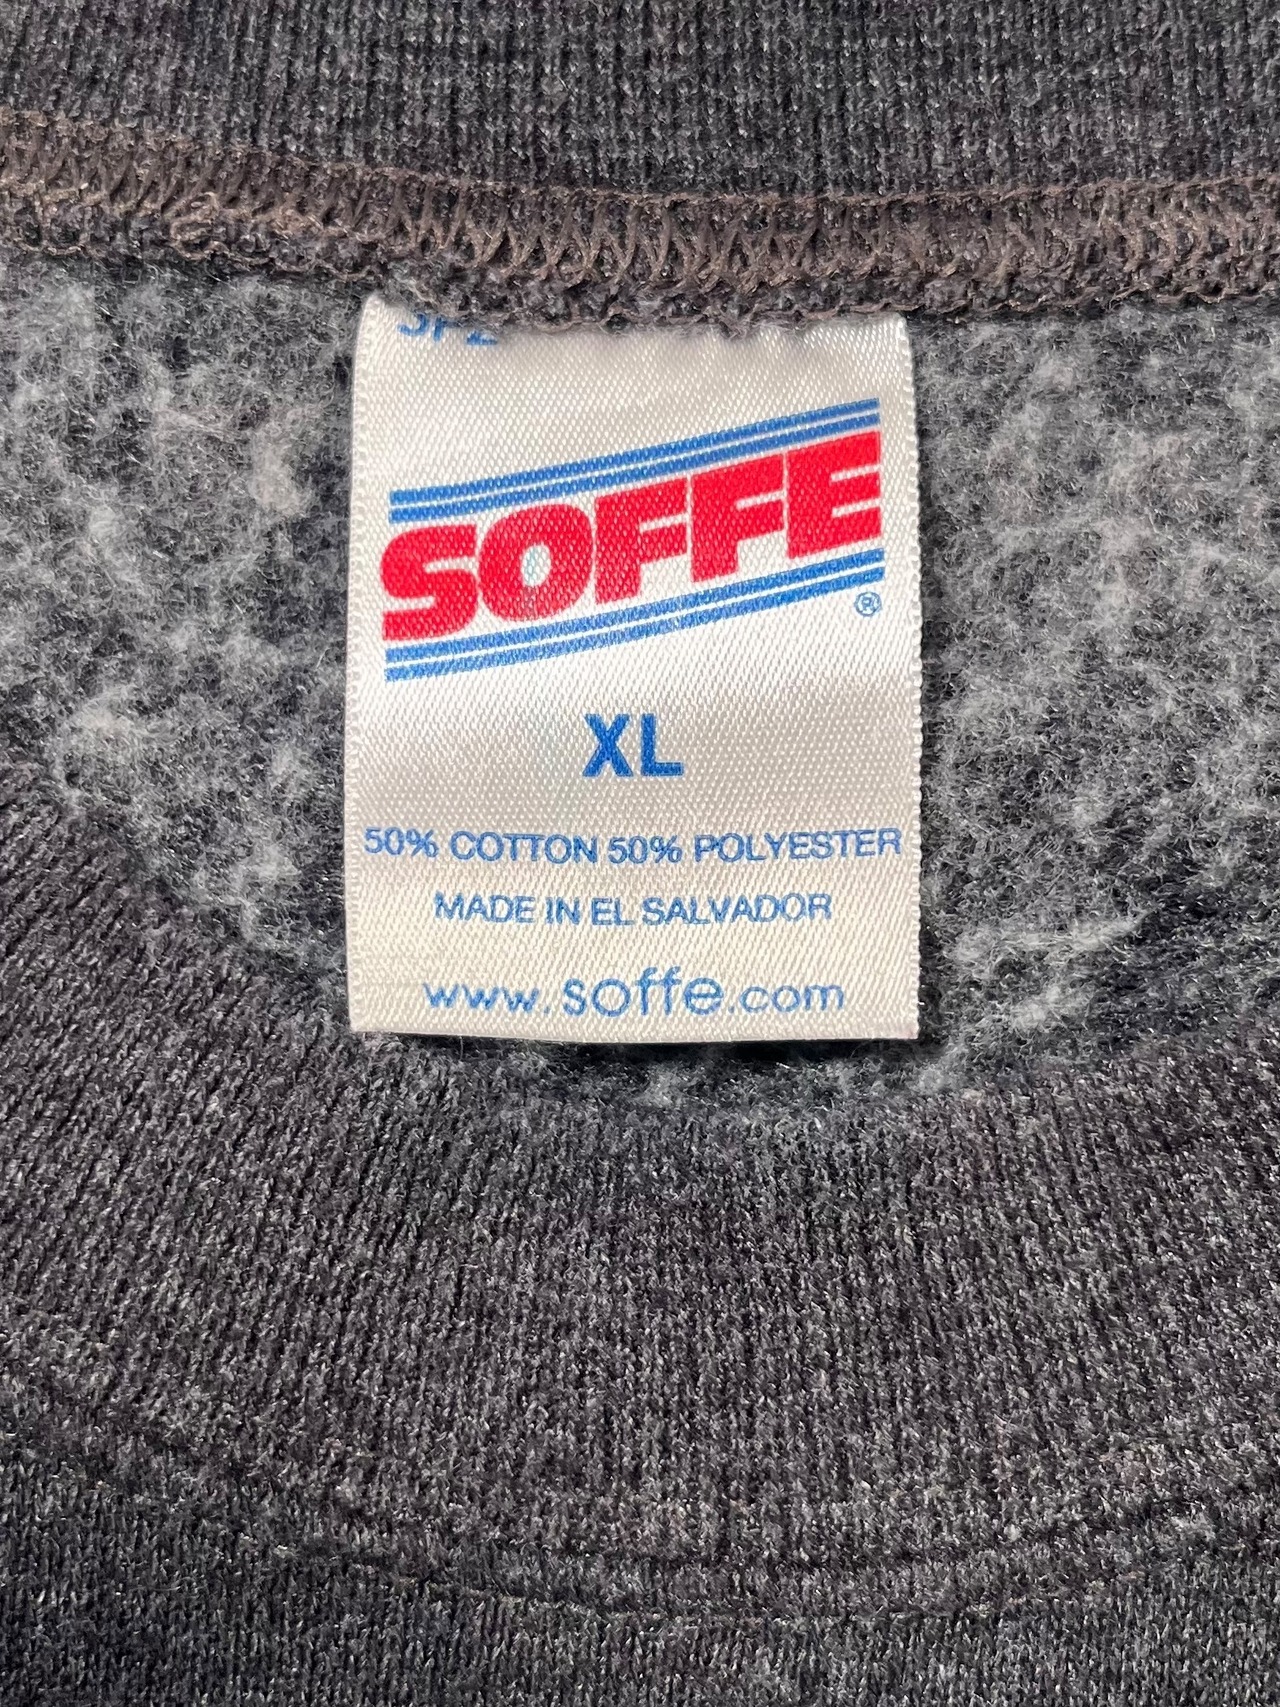 SOFFE
®
XL
50% COTTON 50% POLYESTER
MADE IN EL SALVADOR
www.soffe.com